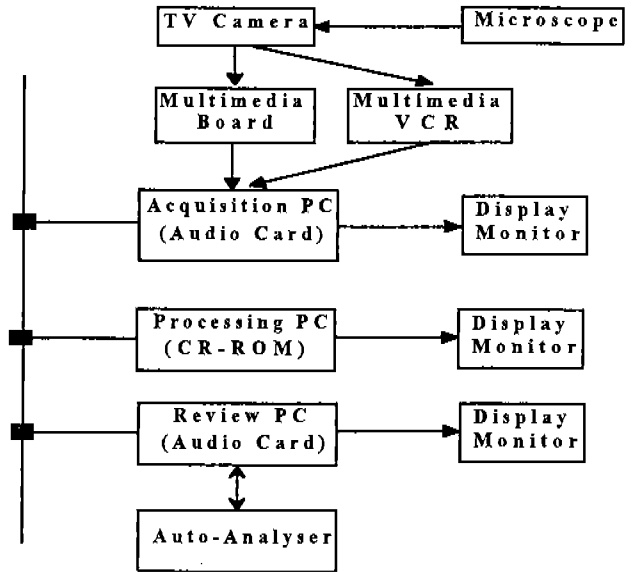 TV Camera
Microscope
Multimedia
Board
Multimedia
VCR
Acquisition PC
(Audio Card)
Display
Monitor
Processing PC
(CR-ROM)
Display
Monitor
Review PC
(Audio Card)
Display
Monitor
Auto-Analyser